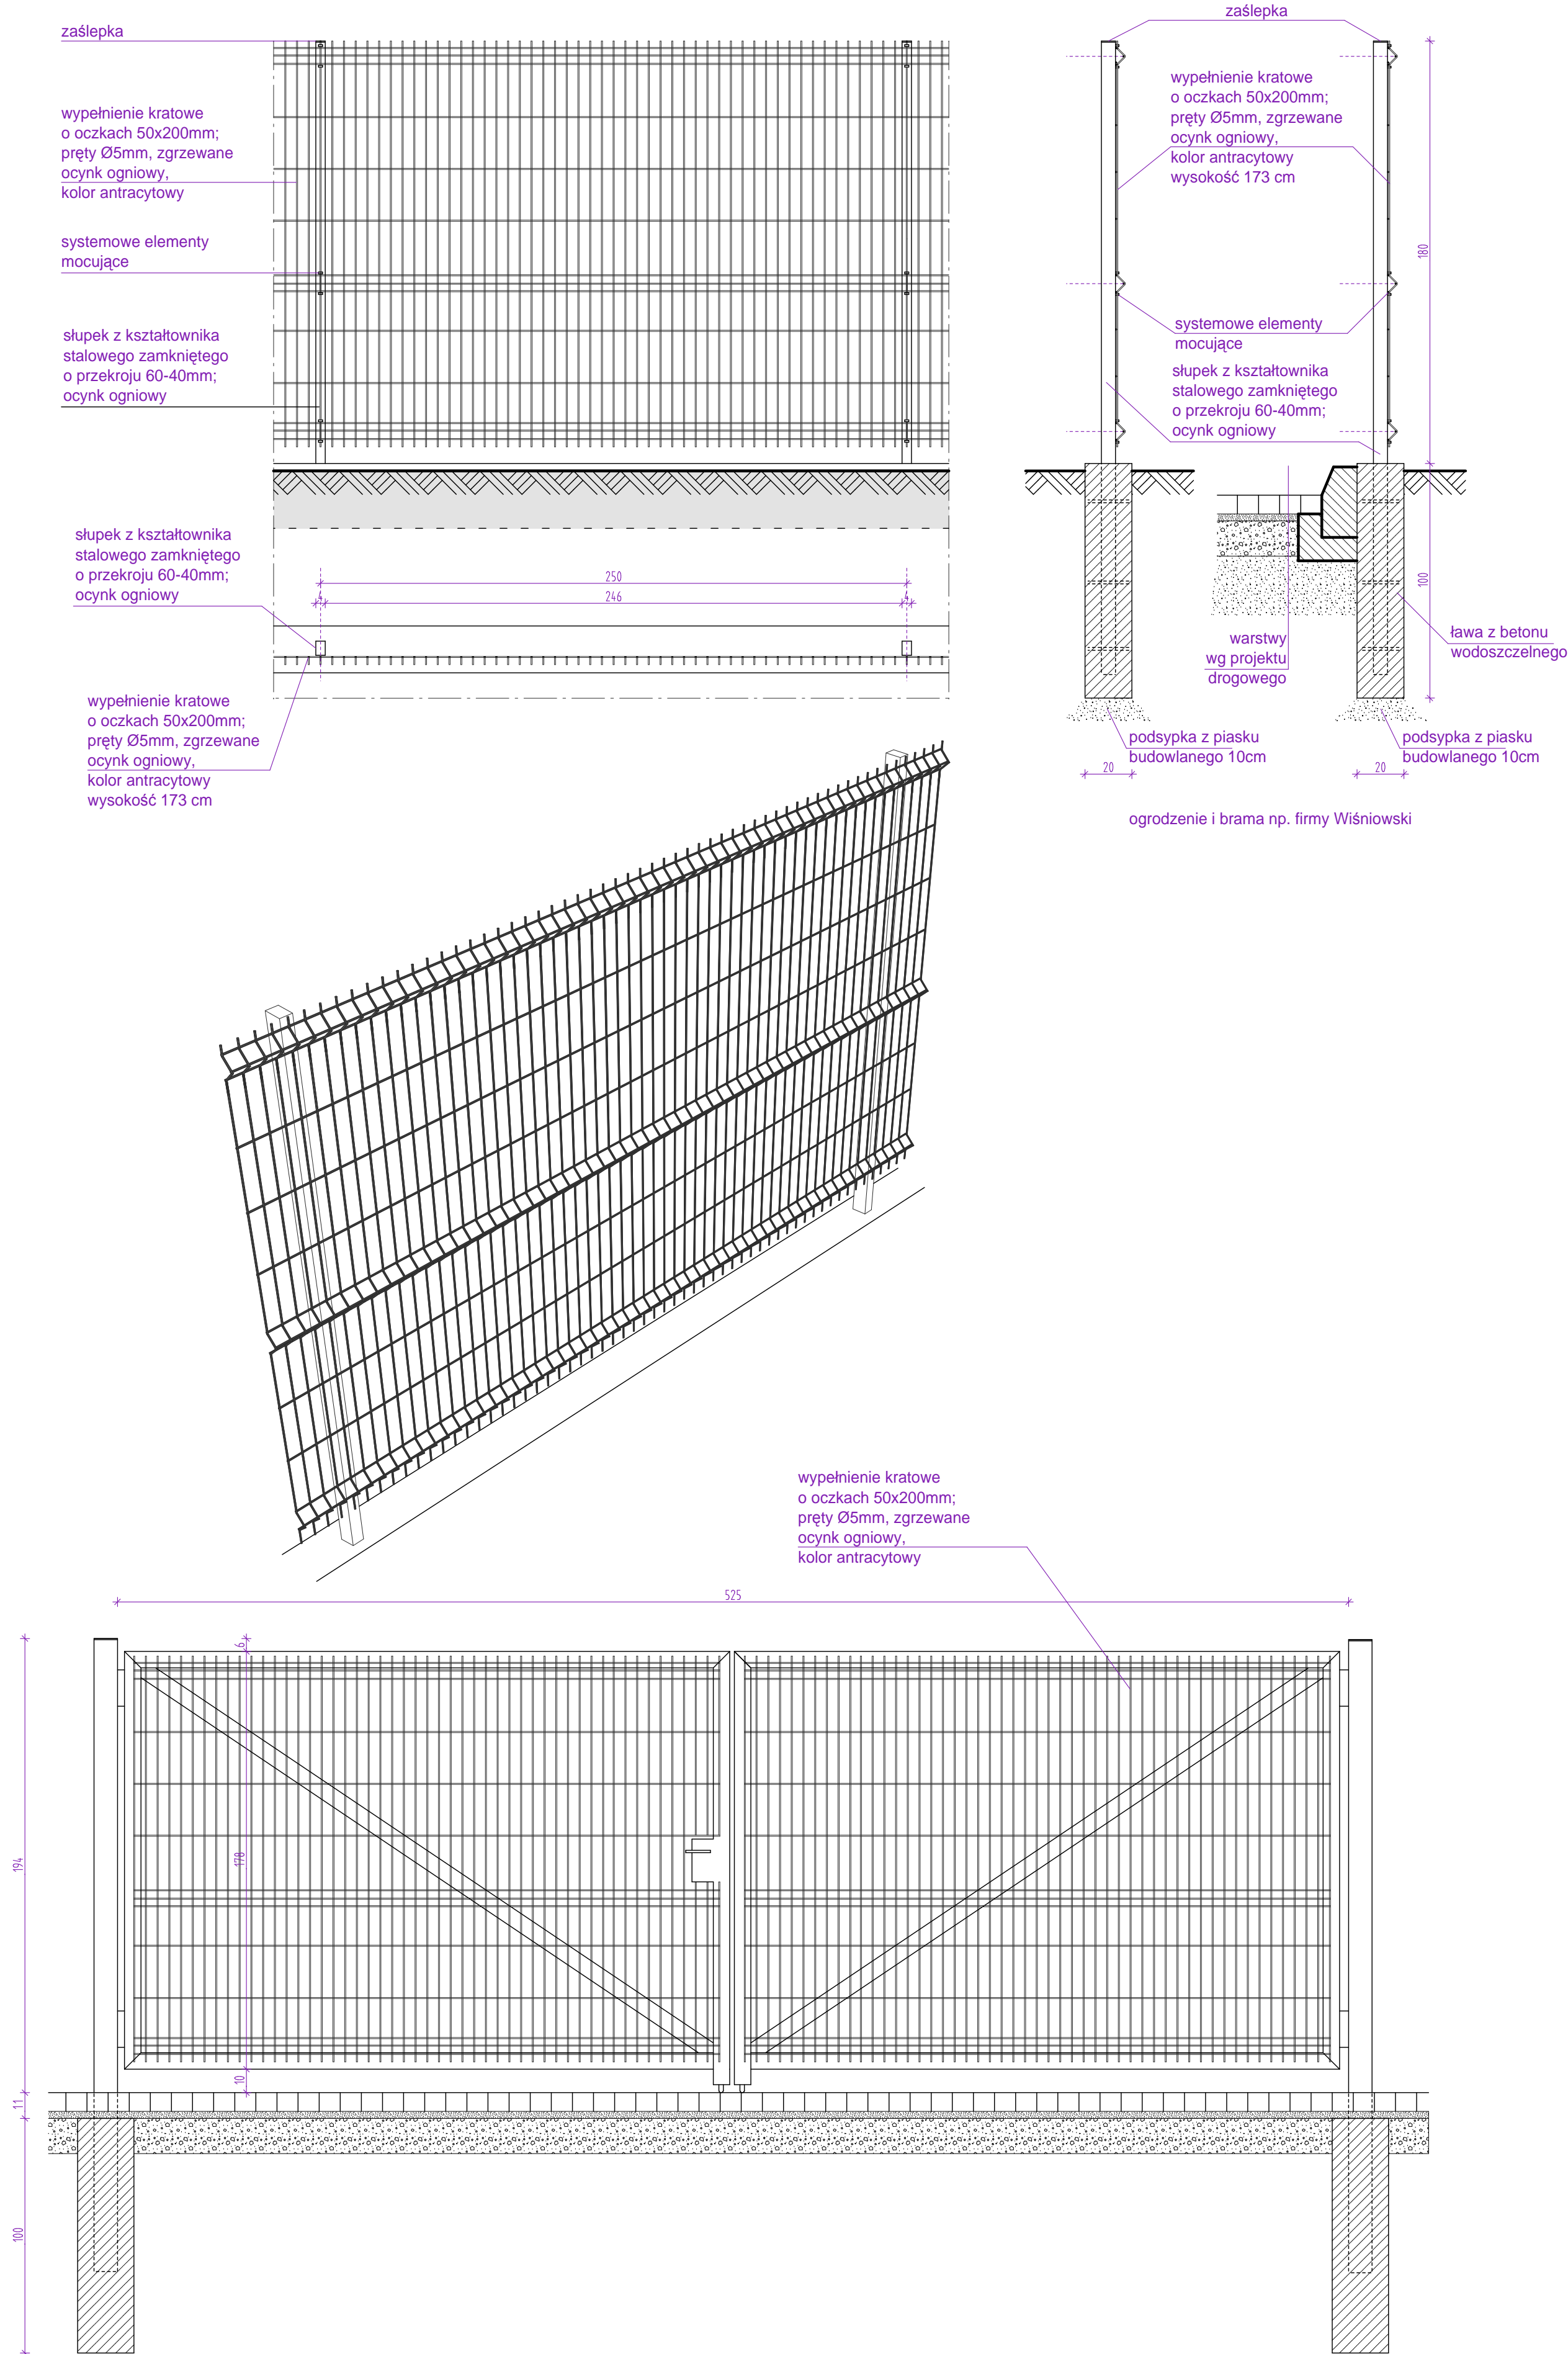 zaślepka
wypełnienie kratowe
o oczkach 50x200mm;
pręty Ø5mm, zgrzewane
ocynk ogniowy,
kolor antracytowy
systemowe elementy
mocujące
słupek z kształtownika
stalowego zamkniętego
o przekroju 60-40mm;
ocynk ogniowy
zaślepka
wypełnienie kratowe
o oczkach 50x200mm;
pręty Ø5mm, zgrzewane
ocynk ogniowy,
kolor antracytowy
wysokość 173 cm
systemowe elementy
mocujące
słupek z kształtownika
stalowego zamkniętego
o przekroju 60-40mm;
ocynk ogniowy
180
100
słupek z kształtownika
stalowego zamkniętego
o przekroju 60-40mm;
ocynk ogniowy
250
4
246
4
wypełnienie kratowe
o oczkach 50x200mm;
pręty Ø5mm, zgrzewane
ocynk ogniowy,
kolor antracytowy
wysokość 173 cm
warstwy
wg projektu
drogowego
ława z betonu
wodoszczelnego
podsypka z piasku
budowlanego 10cm
20
podsypka z piasku
budowlanego 10cm
20
ogrodzenie i brama np. firmy Wiśniowski
wypełnienie kratowe
o oczkach 50x200mm;
pręty Ø5mm, zgrzewane
ocynk ogniowy,
kolor antracytowy
525
6
194
178
10
11
100